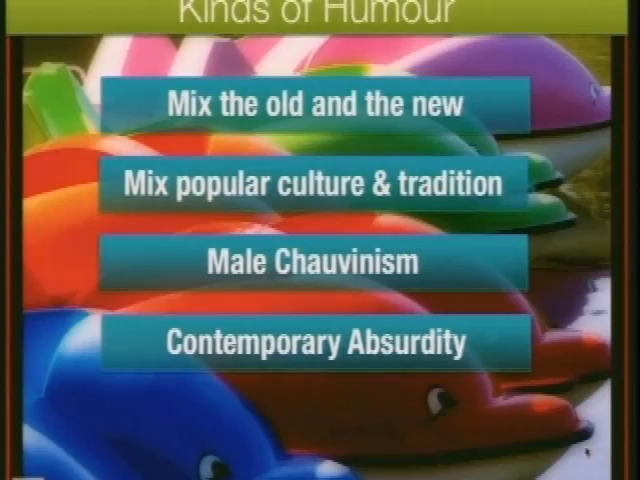 Kinds of Humour
Mix the old and the new
Mix popular culture & tradition
Male Chauvinism
Contemporary Absurdity